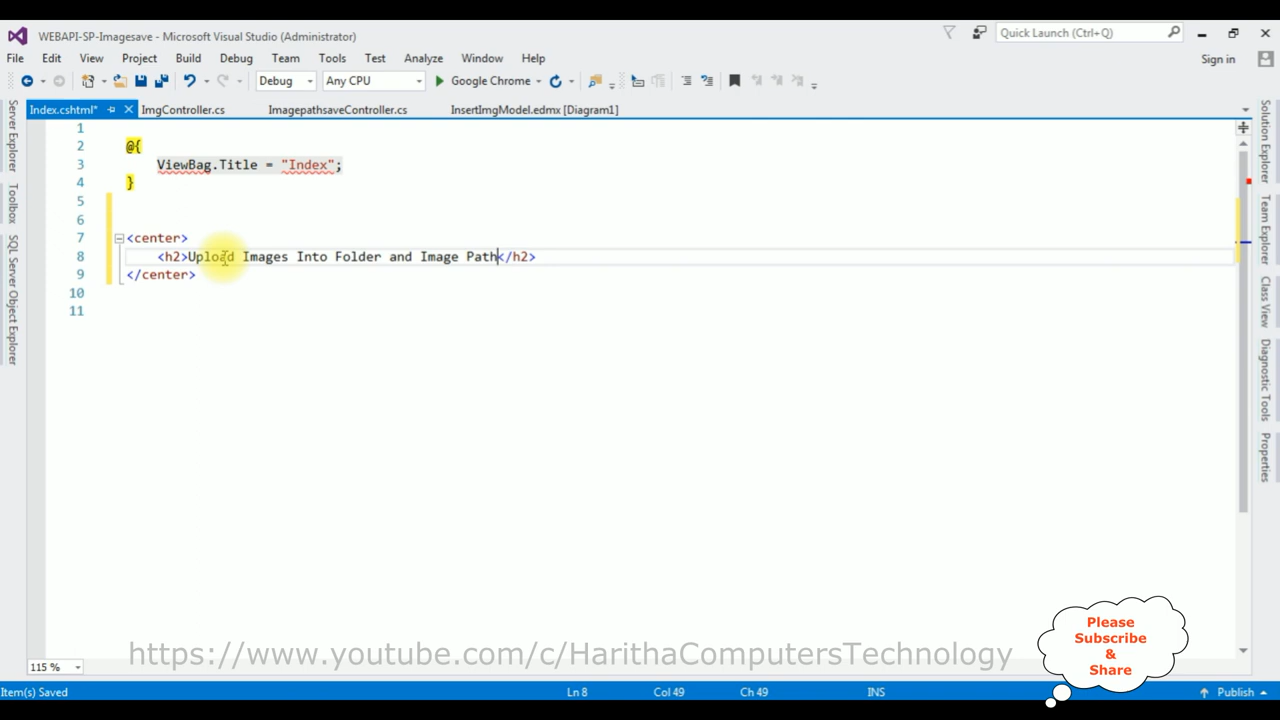 WEBAPI-SP-Imagesave - Microsoft Visual Studio (Administrator)
Quick Launch (Ctrl+Q)
File Edit View Project Build Debug Team Tools Test Analyze Window Help
Sign in
Debug Any CPU Google Chrome
Index.cshtml* ImgController.cs ImagepathsaveController.cs InsertImgModel.edmx [Diagram1]
Server Explorer
Toolbox
SQL Server Object Explorer
1
2 @{
3 ViewBag.Title = "Index";
4 }
5
6
7 <center>
8 <h2>Upload Images Into Folder and Image Path</h2>
9 </center>
10
11
Solution Explorer
Team Explorer
Class View
Diagnostic Tools
Properties
Please
Subscribe
&
Share
https://www.youtube.com/c/HarithaComputersTechnology
115 %
Item(s) Saved Ln 8 Col 49 Ch 49 INS Publish